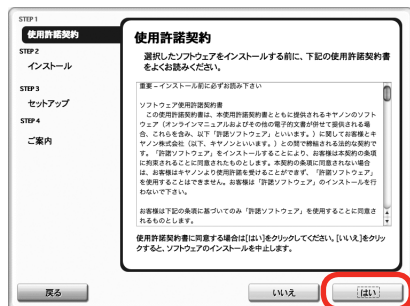 STEP 1
使用許諾契約
STEP 2
インストール
STEP 3
セットアップ
STEP 4
ご案内
使用許諾契約
選択したソフトウェアをインストールする前に、下記の使用許諾契約書
をよくお読みください。
重要－インストール前に必ずお読み下さい
ソフトウェア使用許諾契約書
この使用許諾契約書は、本使用許諾契約書とともに提供されるキヤノンのソフト
ウェア（オンラインマニュアルおよびその他の電子的文書が併せて提供される場
合、これらを含み、以下「許諾ソフトウェア」といいます。）に関してお客様とキ
ヤノン株式会社（以下、キヤノンといいます。）との間で締結される法的な契約で
す。「許諾ソフトウェア」をインストールすることにより、お客様は本契約の条項
に拘束されることに同意されたものとします。本契約の条項に同意されない場合
は、お客様はキヤノンより使用許諾を受けることができず、「許諾ソフトウェア」
を使用することはできません。お客様は「許諾ソフトウェア」のインストールを行
わないで下さい。
お客様は下記の条項に基づいてのみ「許諾ソフトウェア」を使用することに同意さ
れるものとします。
使用許諾契約書に同意する場合は[はい]をクリックしてください。[いいえ]をクリッ
クすると、ソフトウェアのインストールを中止します。
戻る
いいえ
はい